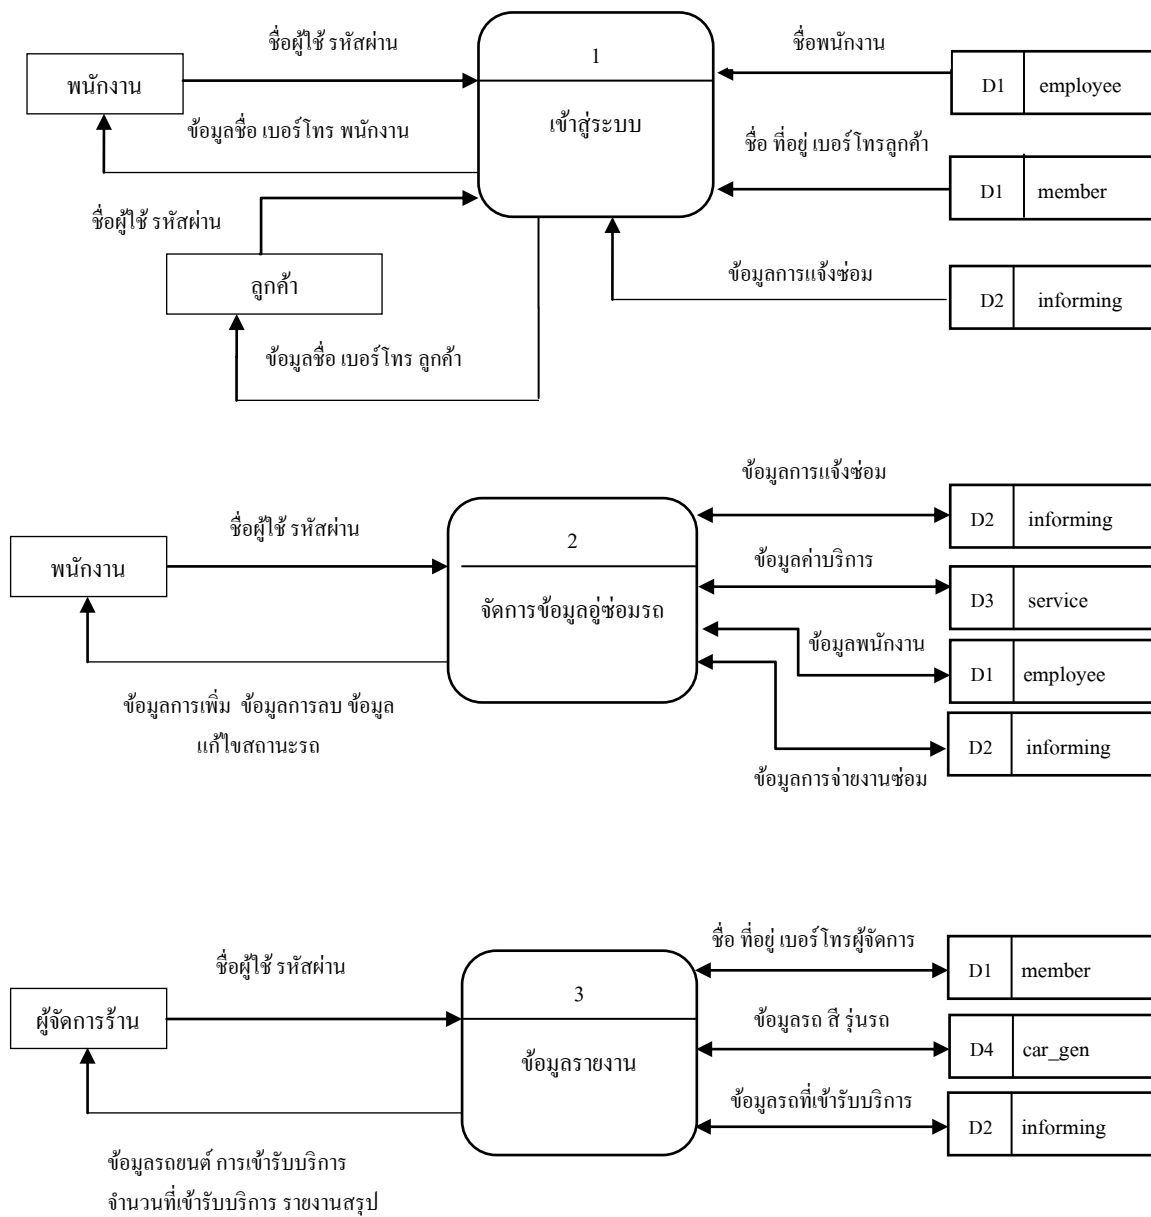 ชื่อผู้ใช้ รหัสผ่าน
1
ชื่อพนักงาน
พนักงาน
D1 employee
ข้อมูลชื่อ เบอร์โทร พนักงาน
เข้าสู่ระบบ
ชื่อ ที่อยู่ เบอร์โทรลูกค้า
D1 member
ชื่อผู้ใช้ รหัสผ่าน
ลูกค้า
ข้อมูลการแจ้งซ่อม
D2 informing
ข้อมูลชื่อ เบอร์โทร ลูกค้า
ข้อมูลการแจ้งซ่อม
ชื่อผู้ใช้ รหัสผ่าน
2
D2 informing
พนักงาน
ข้อมูลค่าบริการ
จัดการข้อมูลอู่ซ่อมรถ
D3 service
ข้อมูลพนักงาน
D1 employee
ข้อมูลการเพิ่ม ข้อมูลการลบ ข้อมูล
แก้ไขสถานะรถ
D2 informing
ข้อมูลการจ่ายงานซ่อม
ชื่อ ที่อยู่ เบอร์โทรผู้จัดการ
ชื่อผู้ใช้ รหัสผ่าน
3
D1 member
ผู้จัดการร้าน
ข้อมูลรถ สี รุ่นรถ
ข้อมูลรายงาน
D4 car_gen
ข้อมูลรถที่เข้ารับบริการ
D2 informing
ข้อมูลรถยนต์ การเข้ารับบริการ
จำนวนที่เข้ารับบริการ รายงานสรุป